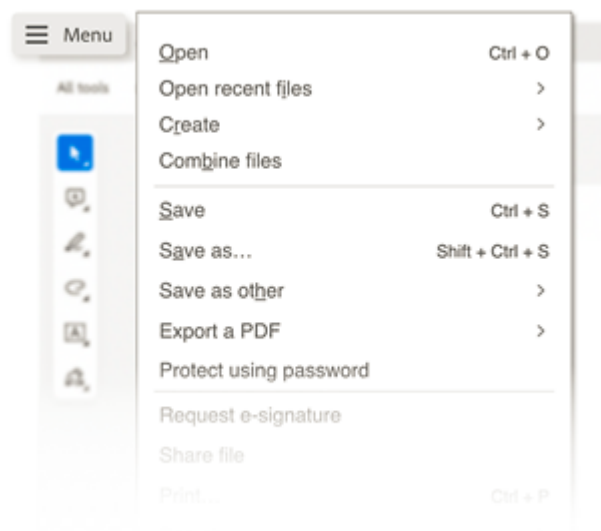 Menu
Open Ctrl + O
Open recent files
Create
Combine files
All tools
Save Ctrl + S
Save as... Shift + Ctrl + S
Save as other
Export a PDF
Protect using password
Request e-signature
Share file
Print... Ctrl + P